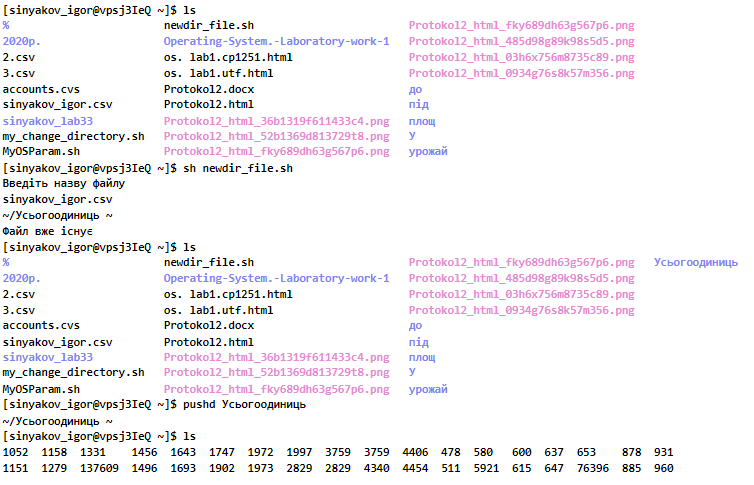 [sinyakov_igor@vpsj3IeQ ~]$ ls
% newdir_file.sh Protokol2_html_fky689dh63g567p6.png
2020р. Operating-System.-Laboratory-work-1 Protokol2_html_485d98g89k98s5d5.png
2.csv os. lab1.cp1251.html Protokol2_html_03h6x756m8735c89.png
3.csv os. lab1.utf.html Protokol2_html_0934g76s8k57m356.png
accounts.cvs Protokol2.docx до
sinyakov_igor.csv Protokol2.html під
sinyakov_lab33 Protokol2_html_36b1319f611433c4.png площ
my_change_directory.sh Protokol2_html_52b1369d813729t8.png У
MyOSParam.sh Protokol2_html_fky689dh63g567p6.png урожай
[sinyakov_igor@vpsj3IeQ ~]$ sh newdir_file.sh
Введіть назву файлу
sinyakov_igor.csv
~/Усьогоодиниць ~
Файл вже існує
[sinyakov_igor@vpsj3IeQ ~]$ ls
% newdir_file.sh Protokol2_html_fky689dh63g567p6.png Усьогоодиниць
2020р. Operating-System.-Laboratory-work-1 Protokol2_html_485d98g89k98s5d5.png
2.csv os. lab1.cp1251.html Protokol2_html_03h6x756m8735c89.png
3.csv os. lab1.utf.html Protokol2_html_0934g76s8k57m356.png
accounts.cvs Protokol2.docx до
sinyakov_igor.csv Protokol2.html під
sinyakov_lab33 Protokol2_html_36b1319f611433c4.png площ
my_change_directory.sh Protokol2_html_52b1369d813729t8.png У
MyOSParam.sh Protokol2_html_fky689dh63g567p6.png урожай
[sinyakov_igor@vpsj3IeQ ~]$ pushd Усьогоодиниць
~/Усьогоодиниць ~
[sinyakov_igor@vpsj3IeQ ~]$ ls
1052 1158 1331 1456 1643 1747 1972 1997 3759 3759 4406 478 580 600 637 653 878 931
1151 1279 137609 1496 1693 1902 1973 2829 2829 4340 4454 511 5921 615 647 76396 885 960